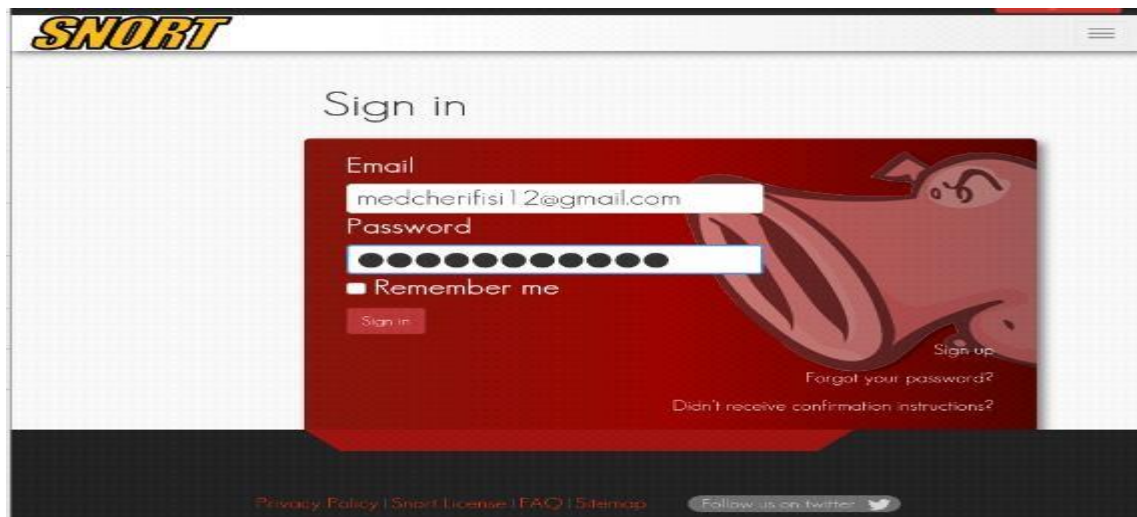 SNORT
Sign in
Email
medcherifisi12@gmail.com
Password
Remember me
Sign in
Sign up
Forgot your password?
Didn't receive confirmation instructions?
Privacy Policy | Snort License | FAQ | Sitemap
Follow us on twitter